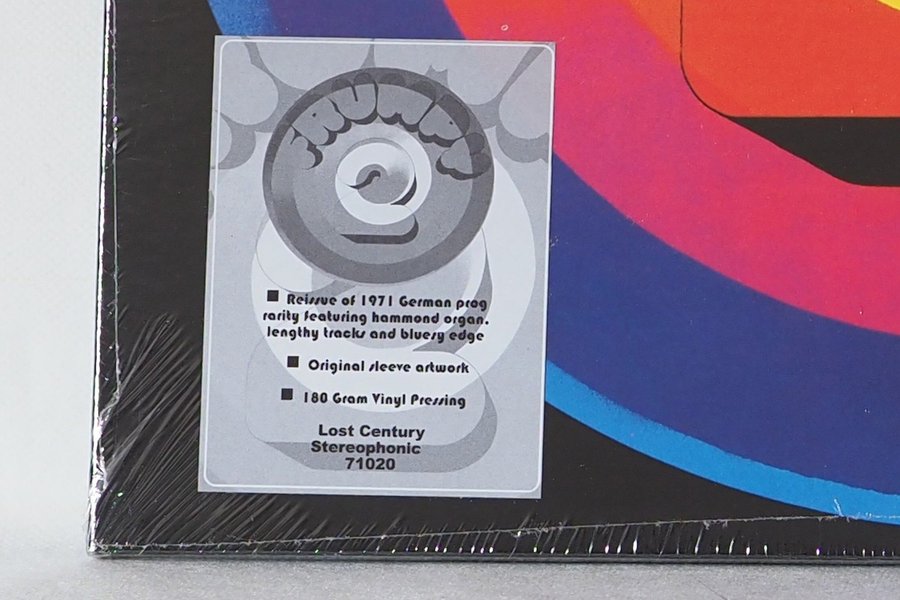 FRUMPY
2
■ Reissue of 1971 German prog
rarity featuring hammond organ.
lengthy tracks and bluesy edge
■ Original sleeve artwork
■ 180 Gram Vinyl Pressing
Lost Century
Stereophonic
71020